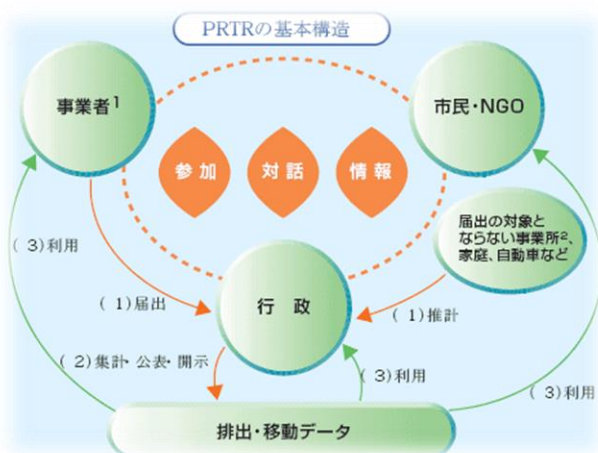 PRTRの基本構造
事業者1
市民・NGO
参加
対話
情報
届出の対象と
ならない事業所2、
家庭、自動車など
( 3)利用
( 1)届出
行 政
( 1)推計
( 2)集計・公表・開示
( 3)利用
( 3)利用
排出・移動データ